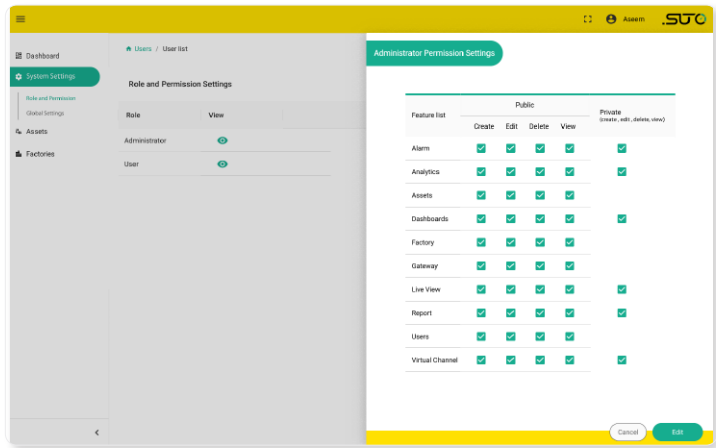 Aseem
SUTO
Users / User list
Administrator Permission Settings
Dashboard
System Settings
Role and Permission
Global Settings
Assets
Factories
Role and Permission Settings
Role View
Administrator
User
Feature list
Public
Private
(create, edit, delete, view)
Create Edit Delete View
Alarm
Analytics
Assets
Dashboards
Factory
Gateway
Live View
Report
Users
Virtual Channel
Cancel
Edit